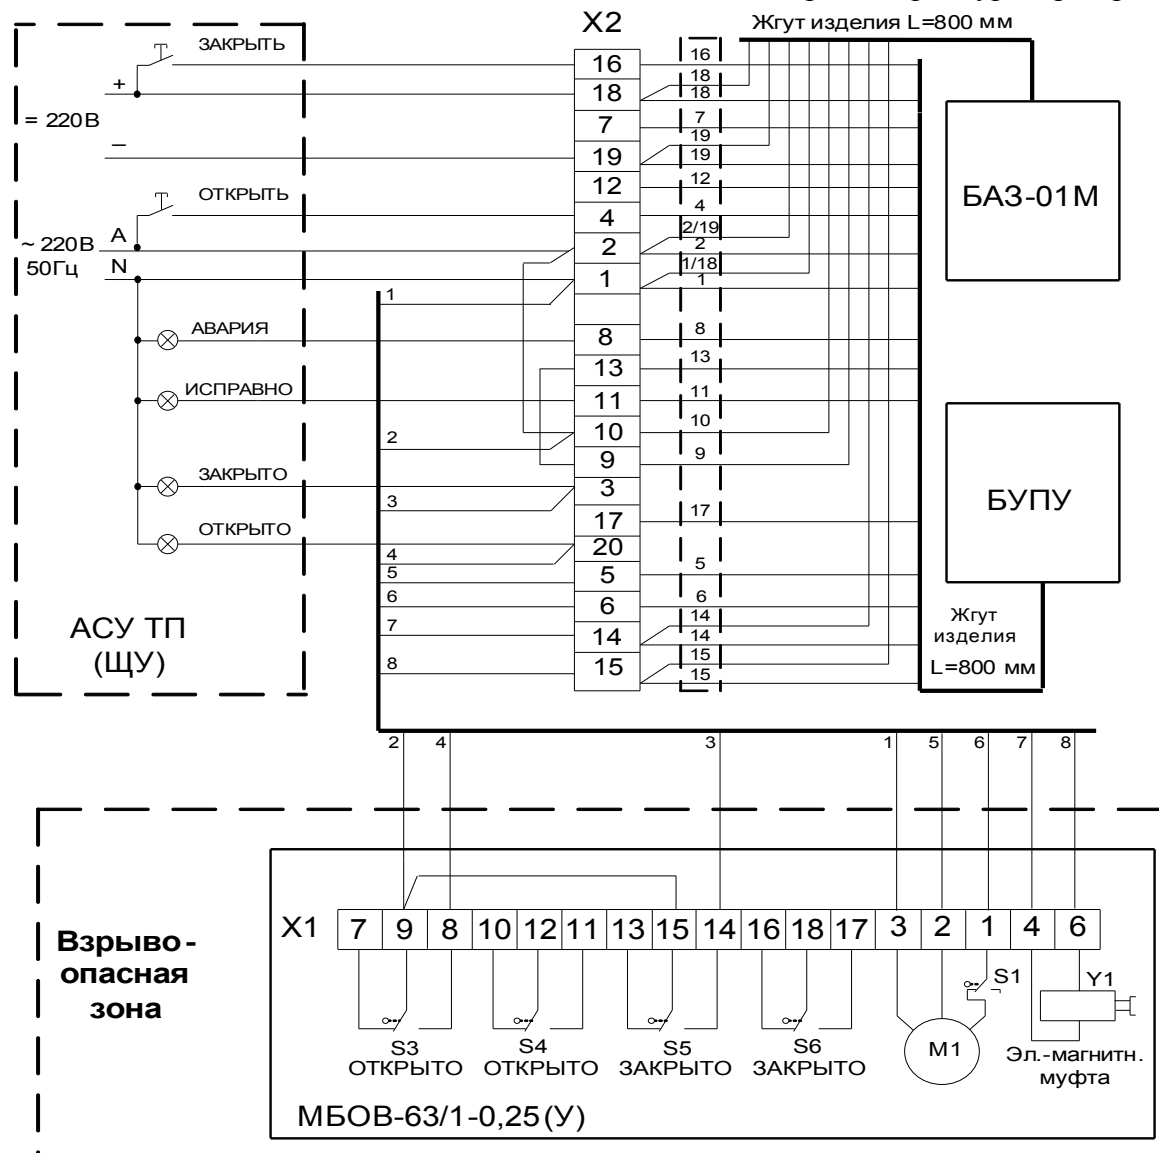 X2
Жгут изделия L=800 мм
ЗАКРЫТЬ
+
= 220В
–
ОТКРЫТЬ
~ 220В
50Гц
A
N
АВАРИЯ
ИСПРАВНО
ЗАКРЫТО
ОТКРЫТО
АСУ ТП
(ЩУ)
16
18
7
19
12
4
2
1
8
13
11
10
9
3
17
20
5
6
14
15
16
18
18
7
19
19
12
4
2/19
2
1/18
1
8
13
11
10
9
17
5
6
14
14
15
15
БАЗ-01М
БУПУ
Жгут
изделия
L=800 мм
1
2
3
4
5
6
7
8
2 4 3 1 5 6 7 8
Взрыво-
опасная
зона
X1 7 9 8 10 12 11 13 15 14 16 18 17 3 2 1 4 6
S1
Y1
S3
ОТКРЫТО
S4
ОТКРЫТО
S5
ЗАКРЫТО
S6
ЗАКРЫТО
M1
Эл.-магнитн.
муфта
МБОВ-63/1-0,25(У)